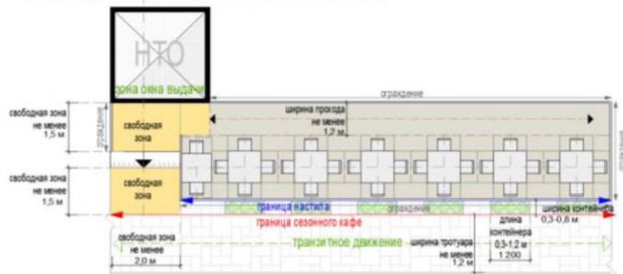 НТО
зона окна выдачи
ограждение
свободная зона
не менее
1,5 м
ограждение
свободная
зона
ширина прохода
не менее
1,2 м
ограждение
свободная зона
не менее
1,5 м
свободная
зона
граница настила
ограждение
ширина контейнера
0,3-0,8 м
граница сезонного кафе
свободная зона
не менее
2,0 м
транзитное движение
ширина тротуара
не менее
1,2 м
длина
контейнера
0,3-1,2 м
1 200